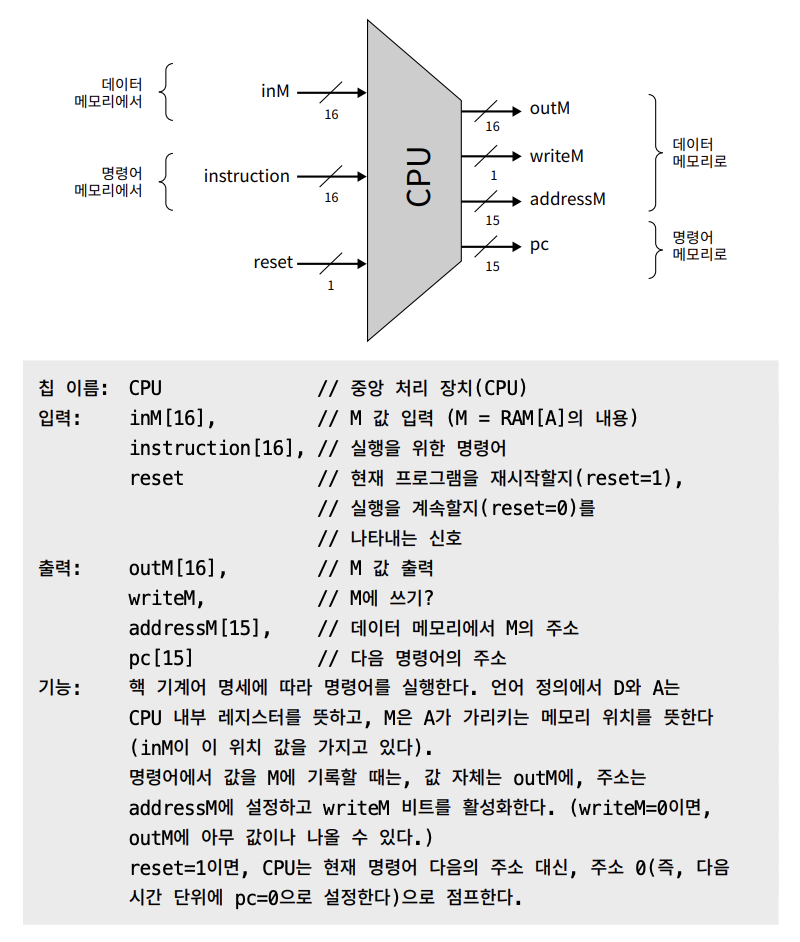 데이터
메모리에서
inM
16
명령어
메모리에서
instruction
16
reset
1
CPU
outM
16
writeM
1
addressM
15
pc
15
데이터
메모리로
명령어
메모리로
칩 이름: CPU // 중앙 처리 장치(CPU)
입력: inM[16], // M 값 입력 (M = RAM[A]의 내용)
instruction[16], // 실행을 위한 명령어
reset // 현재 프로그램을 재시작할지(reset=1),
// 실행을 계속할지(reset=0)를
// 나타내는 신호
출력: outM[16], // M 값 출력
writeM, // M에 쓰기?
addressM[15], // 데이터 메모리에서 M의 주소
pc[15] // 다음 명령어의 주소
기능: 핵 기계어 명세에 따라 명령어를 실행한다. 언어 정의에서 D와 A는
CPU 내부 레지스터를 뜻하고, M은 A가 가리키는 메모리 위치를 뜻한다
(inM이 이 위치 값을 가지고 있다).
명령어에서 값을 M에 기록할 때는, 값 자체는 outM에, 주소는
addressM에 설정하고 writeM 비트를 활성화한다. (writeM=0이면,
outM에 아무 값이나 나올 수 있다.)
reset=1이면, CPU는 현재 명령어 다음의 주소 대신, 주소 0(즉, 다음
시간 단위에 pc=0으로 설정한다)으로 점프한다.